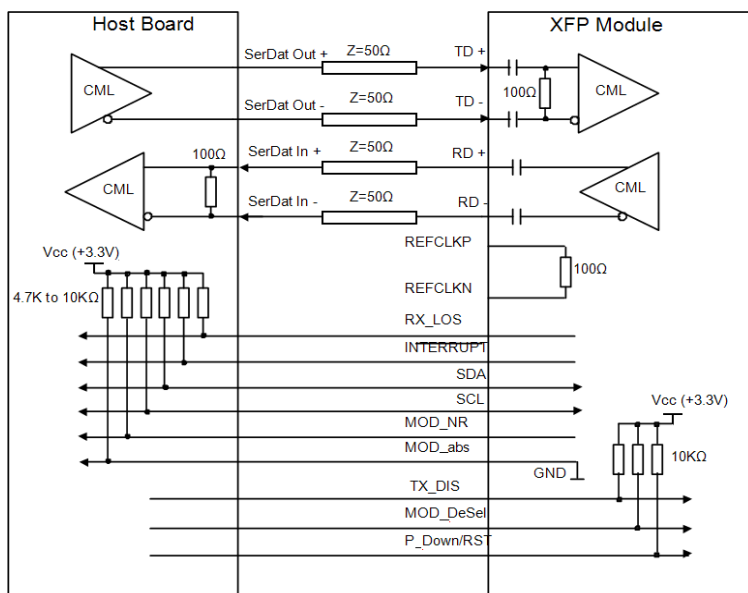 Host Board
XFP Module
SerDat Out +
Z=50Ω
TD +
CML
100Ω
CML
SerDat Out -
Z=50Ω
TD -
100Ω
SerDat In +
Z=50Ω
RD +
CML
SerDat In -
Z=50Ω
RD -
CML
REFCLKP
Vcc (+3.3V)
100Ω
REFCLKN
4.7K to 10KΩ
RX_LOS
INTERRUPT
SDA
SCL
Vcc (+3.3V)
MOD_NR
MOD_abs
GND
10KΩ
TX_DIS
MOD_DeSel
P_Down/RST